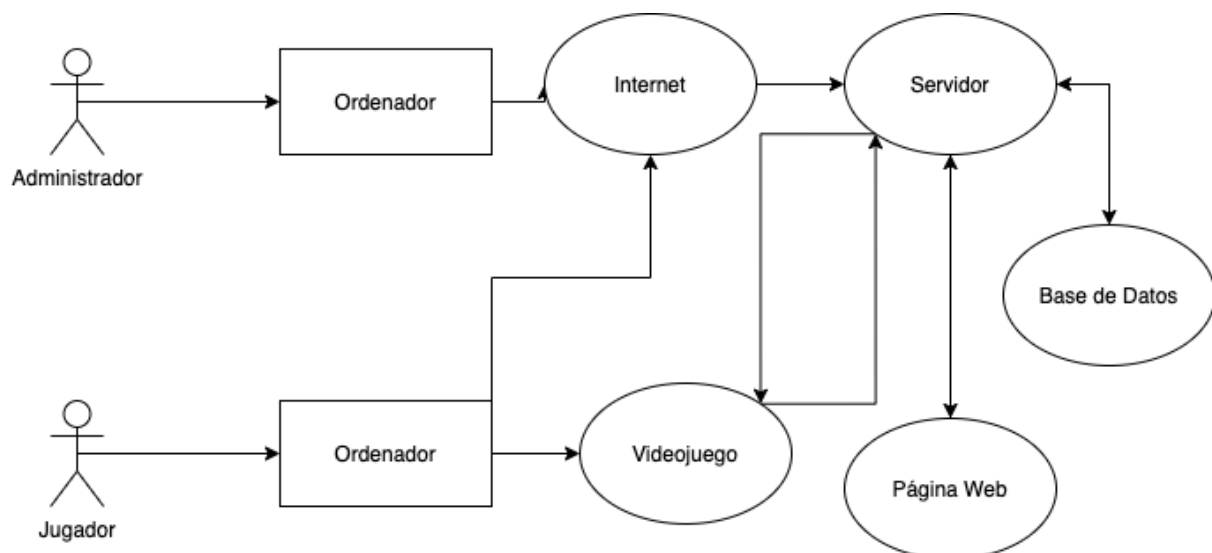 Internet
Servidor
Ordenador
Administrador
Base de Datos
Ordenador
Videojuego
Página Web
Jugador